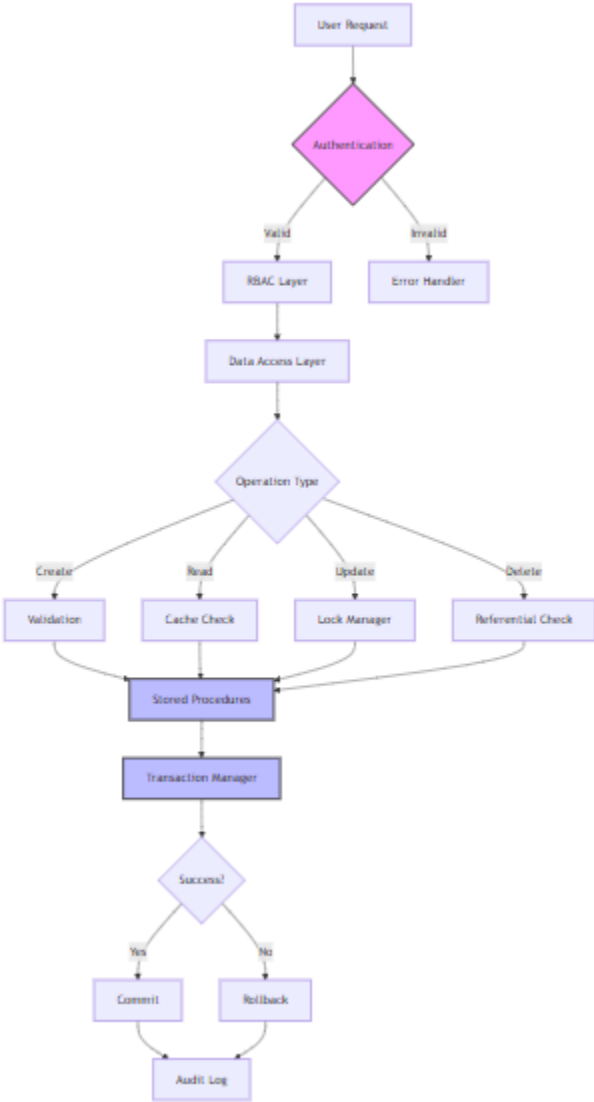 User Request
Authentication
Valid
Invalid
RBAC Layer
Error Handler
Data Access Layer
Operation Type
Create
Read
Update
Delete
Validation
Cache Check
Lock Manager
Referential Check
Stored Procedures
Transaction Manager
Success?
Yes
No
Commit
Rollback
Audit Log